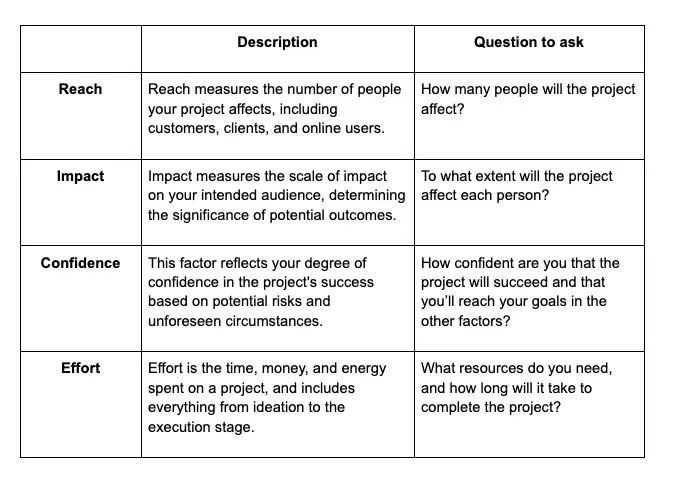 Description
Question to ask
Reach
Reach measures the number of people
your project affects, including
customers, clients, and online users.
How many people will the project
affect?
Impact
Impact measures the scale of impact
on your intended audience, determining
the significance of potential outcomes.
To what extent will the project
affect each person?
Confidence
This factor reflects your degree of
confidence in the project's success
based on potential risks and
unforeseen circumstances.
How confident are you that the
project will succeed and that
you’ll reach your goals in the
other factors?
Effort
Effort is the time, money, and energy
spent on a project, and includes
everything from ideation to the
execution stage.
What resources do you need,
and how long will it take to
complete the project?